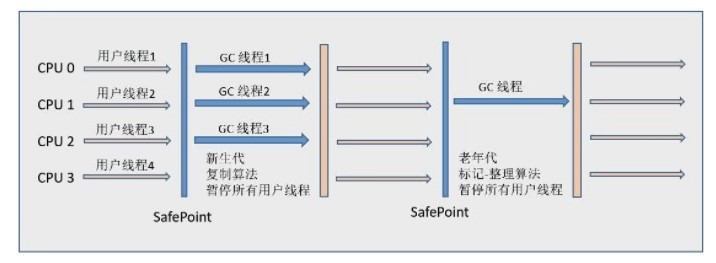 CPU 0 用户线程1 GC 线程1
CPU 1 用户线程2 GC 线程2 GC 线程
CPU 2 用户线程3 GC 线程3
CPU 3 用户线程4
新生代
复制算法
暂停所有用户线程
老年代
标记-整理算法
暂停所有用户线程
SafePoint
SafePoint